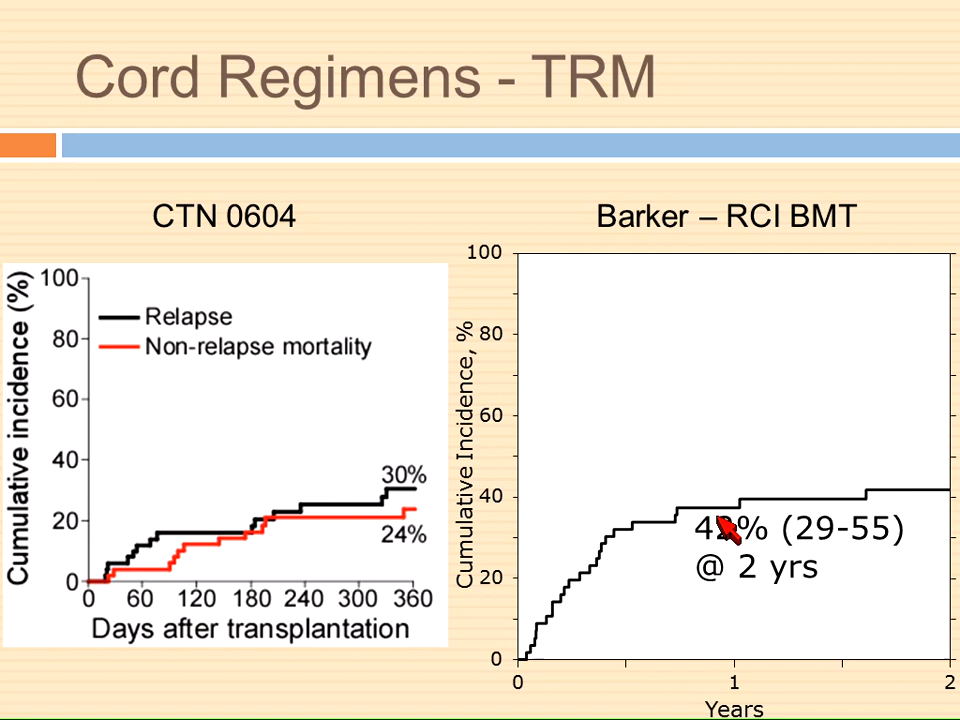 Cord Regimens - TRM
CTN 0604
Cumulative incidence (%)
100
80
60
40
20
0
Relapse
Non-relapse mortality
30%
24%
0 60 120 180 240 300 360
Days after transplantation
Barker – RCI BMT
Cumulative Incidence, %
100
80
60
40
20
0
(29-55)
@ 2 yrs
0 1 2
Years